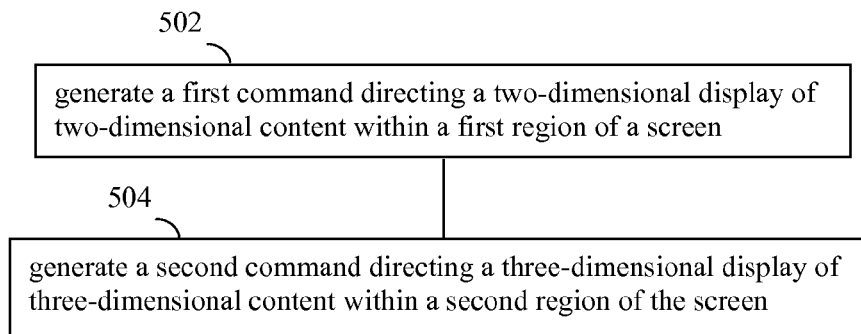 502
generate a first command directing a two-dimensional display of
two-dimensional content within a first region of a screen
504
generate a second command directing a three-dimensional display of
three-dimensional content within a second region of the screen